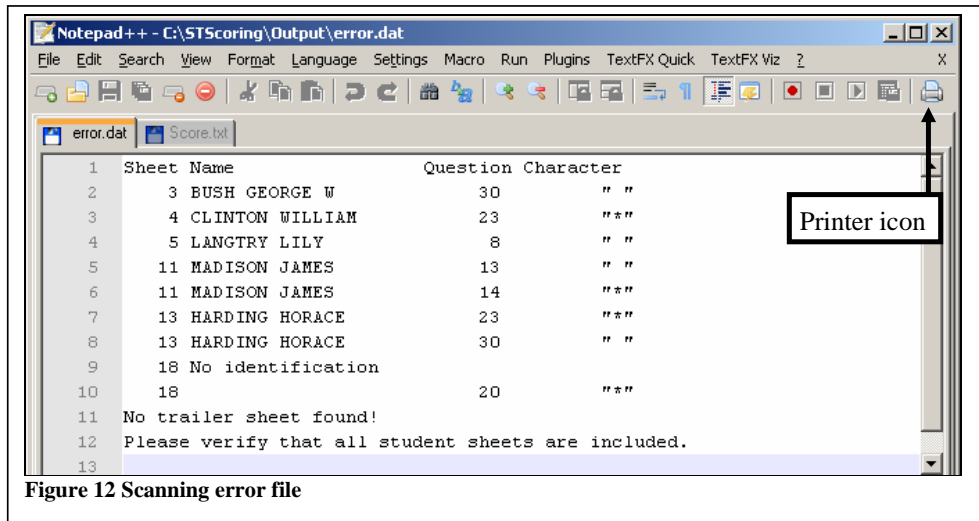 Notepad++ - C:\STScoring\Output\error.dat
File Edit Search View Format Language Settings Macro Run Plugins TextFX Quick TextFX Viz ? X
error.dat Score.txt
1 Sheet Name Question Character
2 3 BUSH GEORGE W 30 " "
3 4 CLINTON WILLIAM 23 "*"
4 5 LANGTRY LILY 8 " "
5 11 MADISON JAMES 13 " "
6 11 MADISON JAMES 14 "*"
7 13 HARDING HORACE 23 "*"
8 13 HARDING HORACE 30 " "
9 18 No identification
10 18 20 "*"
11 No trailer sheet found!
12 Please verify that all student sheets are included.
13
Printer icon
Figure 12 Scanning error file